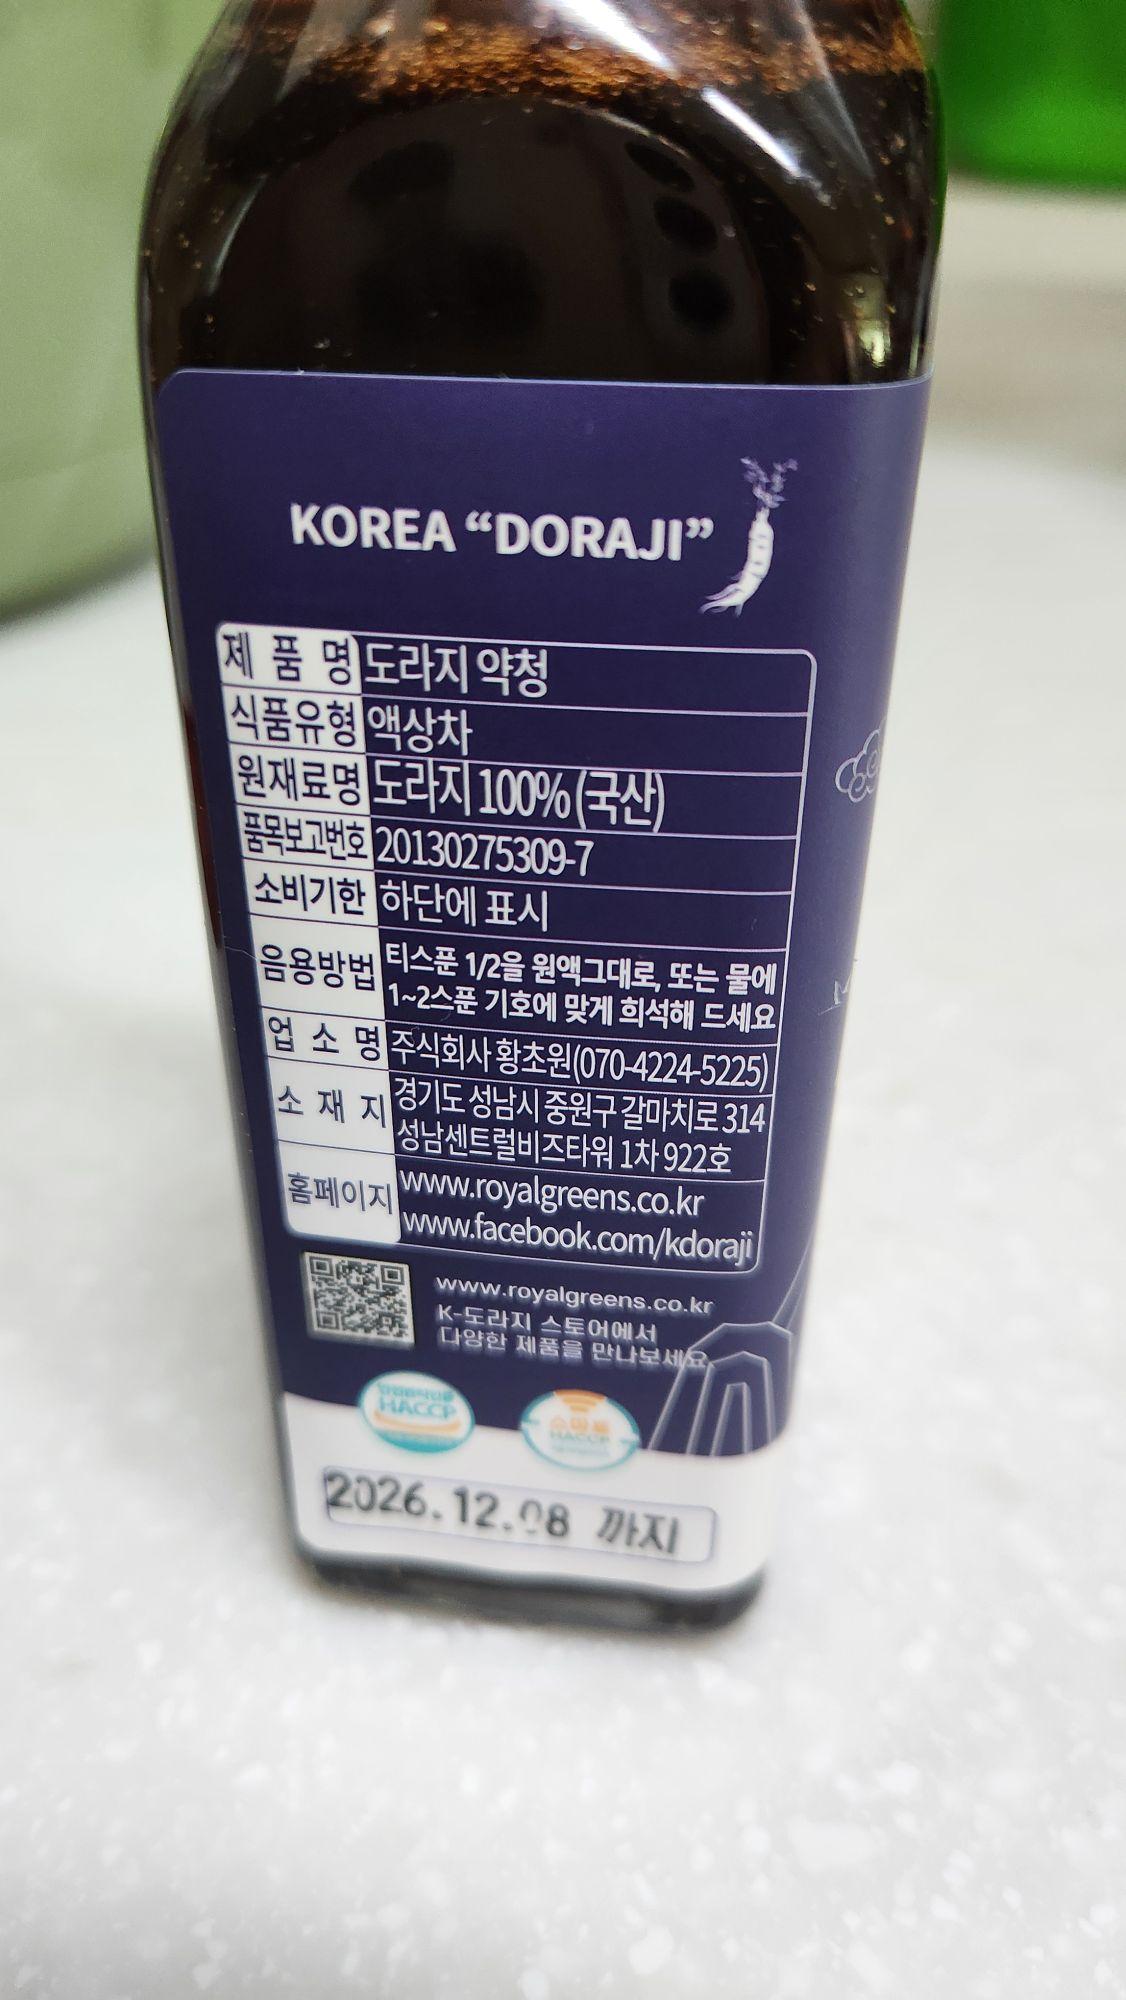 KOREA “DORAJI”
제 품 명 도라지 약청
식품유형 액상차
원재료명 도라지 100% (국산)
품목보고번호 20130275309-7
소비기한 하단에 표시
음용방법 티스푼 1/2을 원액그대로, 또는 물에
1~2스푼 기호에 맞게 희석해 드세요
업 소 명 주식회사 황초원(070-4224-5225)
소 재 지 경기도 성남시 중원구 갈마치로 314
성남센트럴비즈타워 1차 922호
홈페이지 www.royalgreens.co.kr
www.facebook.com/kdoraji
www.royalgreens.co.kr
K-도라지 스토어에서
다양한 제품을 만나보세요
HACCP
스마트
HACCP
2026.12.08 까지